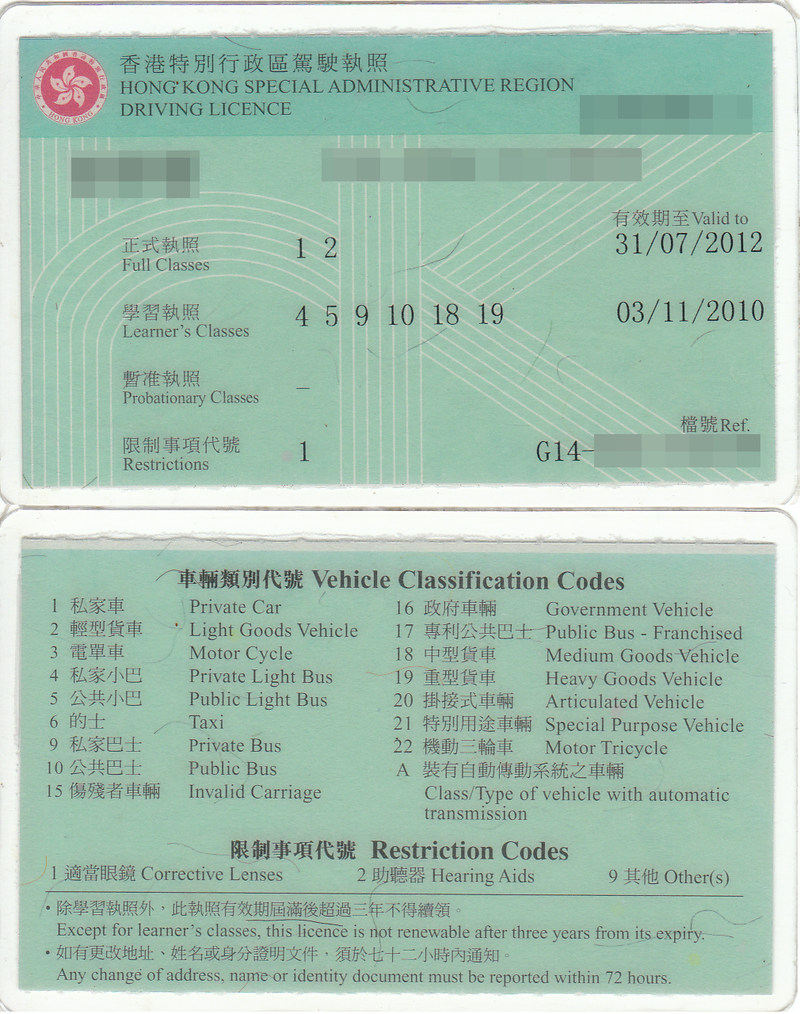 香港特別行政區駕駛執照
HONG KONG SPECIAL ADMINISTRATIVE REGION
DRIVING LICENCE
HONG KONG
有效期至Valid to
正式執照 1 2 31/07/2012
Full Classes
學習執照 4 5 9 10 18 19 03/11/2010
Learner's Classes
暫准執照 –
Probationary Classes
檔號Ref.
限制事項代號 1 G14-
Restrictions
車輛類別代號 Vehicle Classification Codes
1 私家車 Private Car
2 輕型貨車 Light Goods Vehicle
3 電單車 Motor Cycle
4 私家小巴 Private Light Bus
5 公共小巴 Public Light Bus
6 的士 Taxi
9 私家巴士 Private Bus
10 公共巴士 Public Bus
15 傷殘者車輛 Invalid Carriage
16 政府車輛 Government Vehicle
17 專利公共巴士 Public Bus - Franchised
18 中型貨車 Medium Goods Vehicle
19 重型貨車 Heavy Goods Vehicle
20 掛接式車輛 Articulated Vehicle
21 特別用途車輛 Special Purpose Vehicle
22 機動三輪車 Motor Tricycle
A 裝有自動傳動系統之車輛
Class/Type of vehicle with automatic
transmission
限制事項代號 Restriction Codes
1 適當眼鏡 Corrective Lenses 2 助聽器 Hearing Aids 9 其他 Other(s)
・除學習執照外，此執照有效期屆滿後超過三年不得續領。
Except for learner's classes, this licence is not renewable after three years from its expiry.
・如有更改地址、姓名或身分證明文件，須於七十二小時內通知。
Any change of address, name or identity document must be reported within 72 hours.